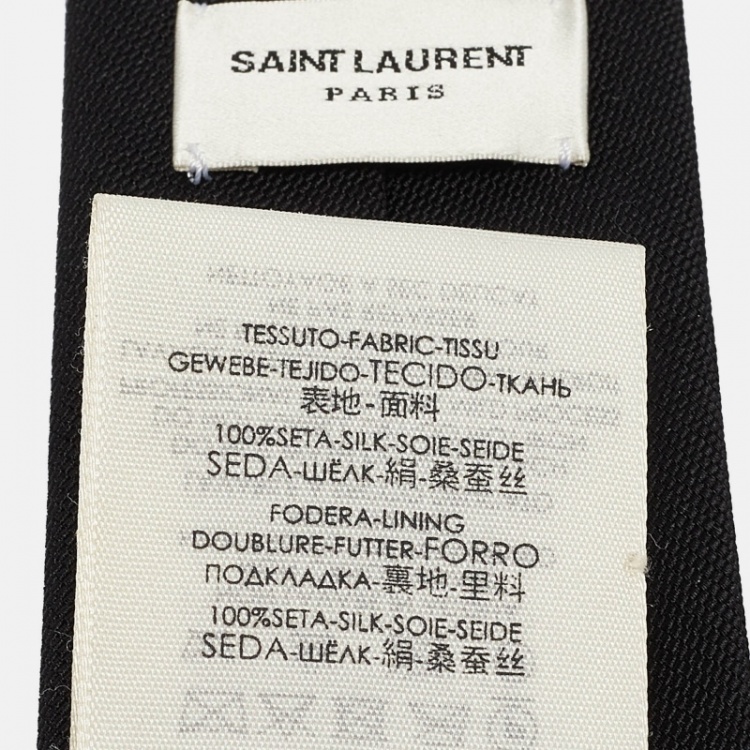 SAINT LAURENT
PARIS
TESSUTO-FABRIC-TISSU
GEWEBE-TEJIDO-TECIDO-ТКАНЬ
表地-面料
100%SETA-SILK-SOIE-SEIDE
SEDA-ШЁЛК-絹-桑蚕丝
FODERA-LINING
DOUBLURE-FUTTER-FORRO
ПОДКЛАДКА-裏地-里料
100%SETA-SILK-SOIE-SEIDE
SEDA-ШЁЛК-絹-桑蚕丝